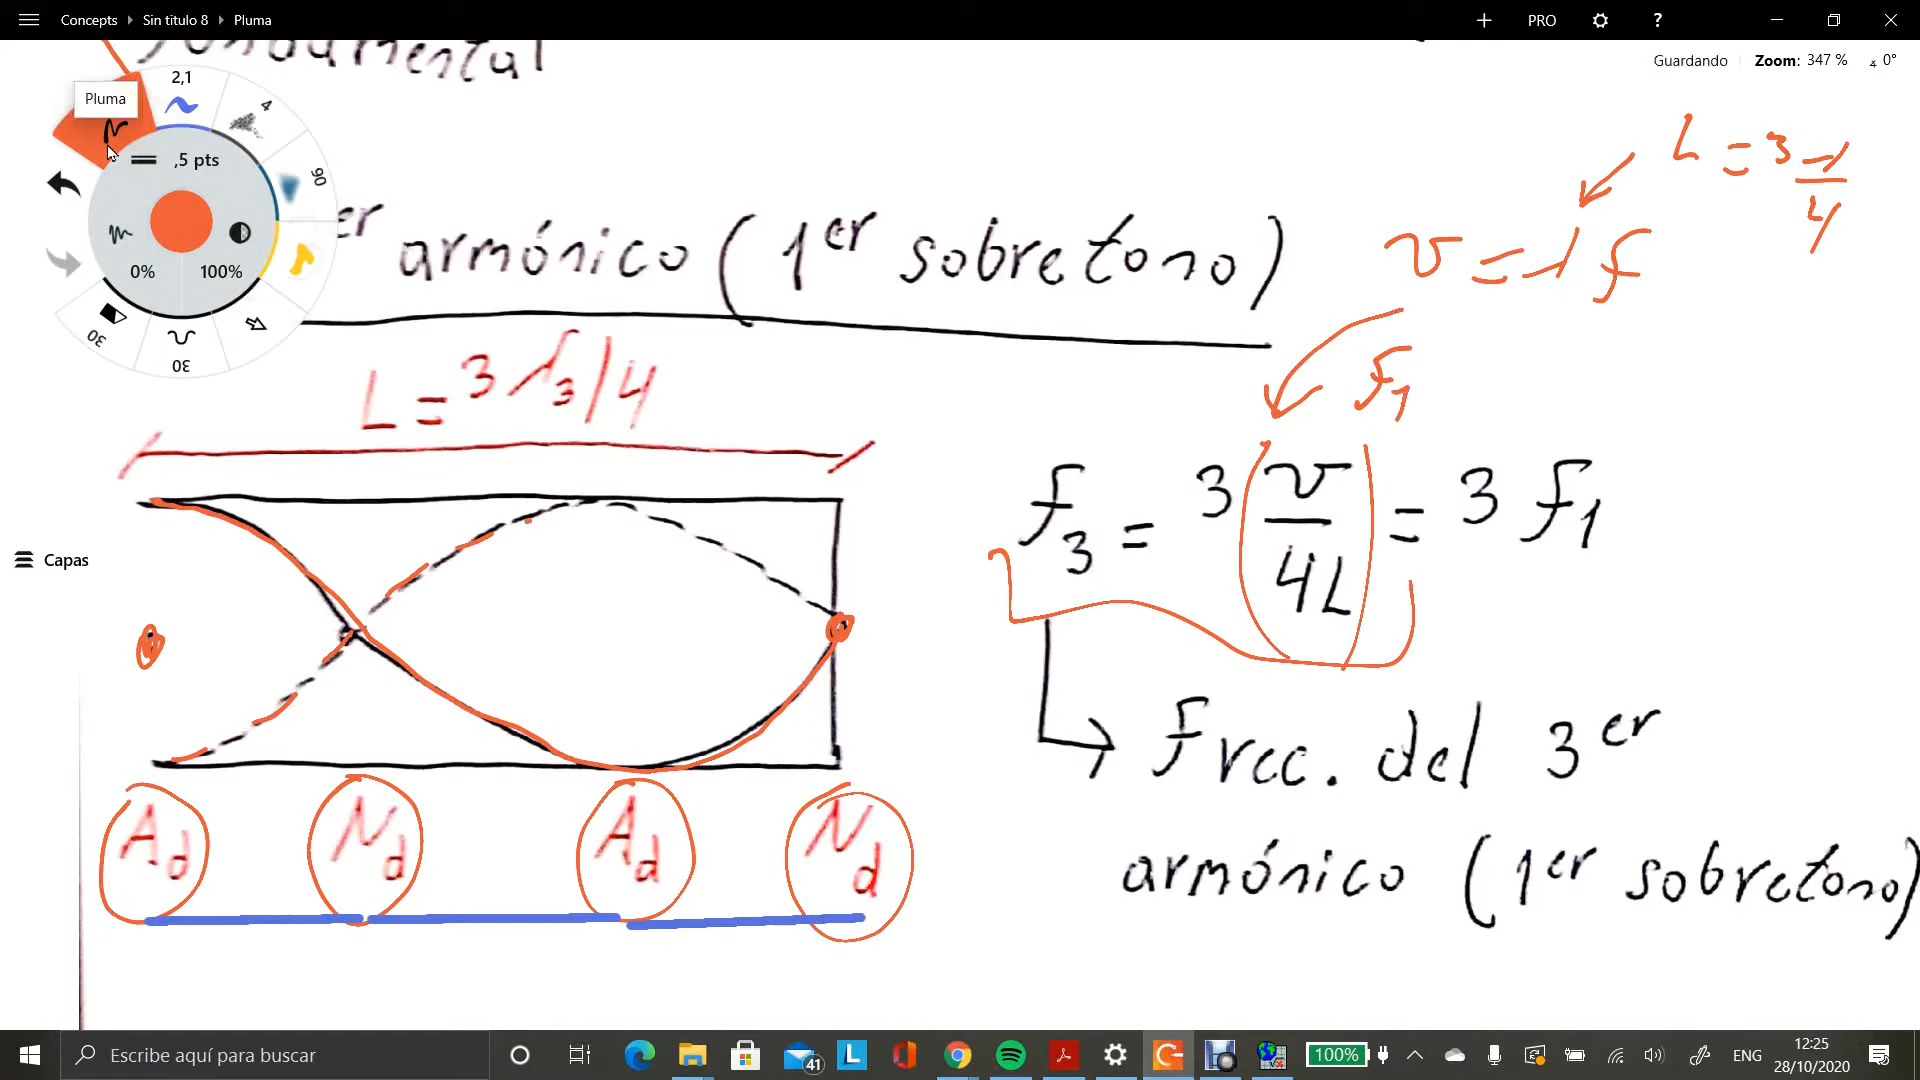 Concepts Sin titulo 8 Pluma
PRO ?
Guardando Zoom: 347 % 0°
fundamental
2,1
4
Pluma
,5 pts
90
0% 100%
30
30
er armónico (1er sobretono)
L = 3 λ/4
v = λ f
L = 3 λ3/4
f1
f3 = 3 v/4L = 3 f1
Capas
Frec. del 3er
armónico (1er sobretono)
Ad Nd Ad Nd
Escribe aquí para buscar
41
L
100%
ENG
12:25
28/10/2020